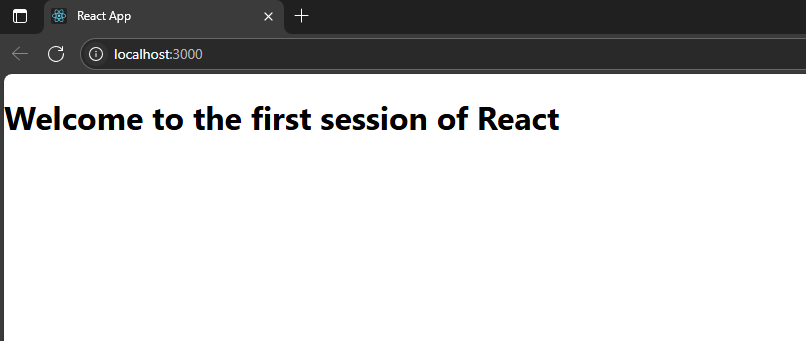 React App
localhost:3000
Welcome to the first session of React